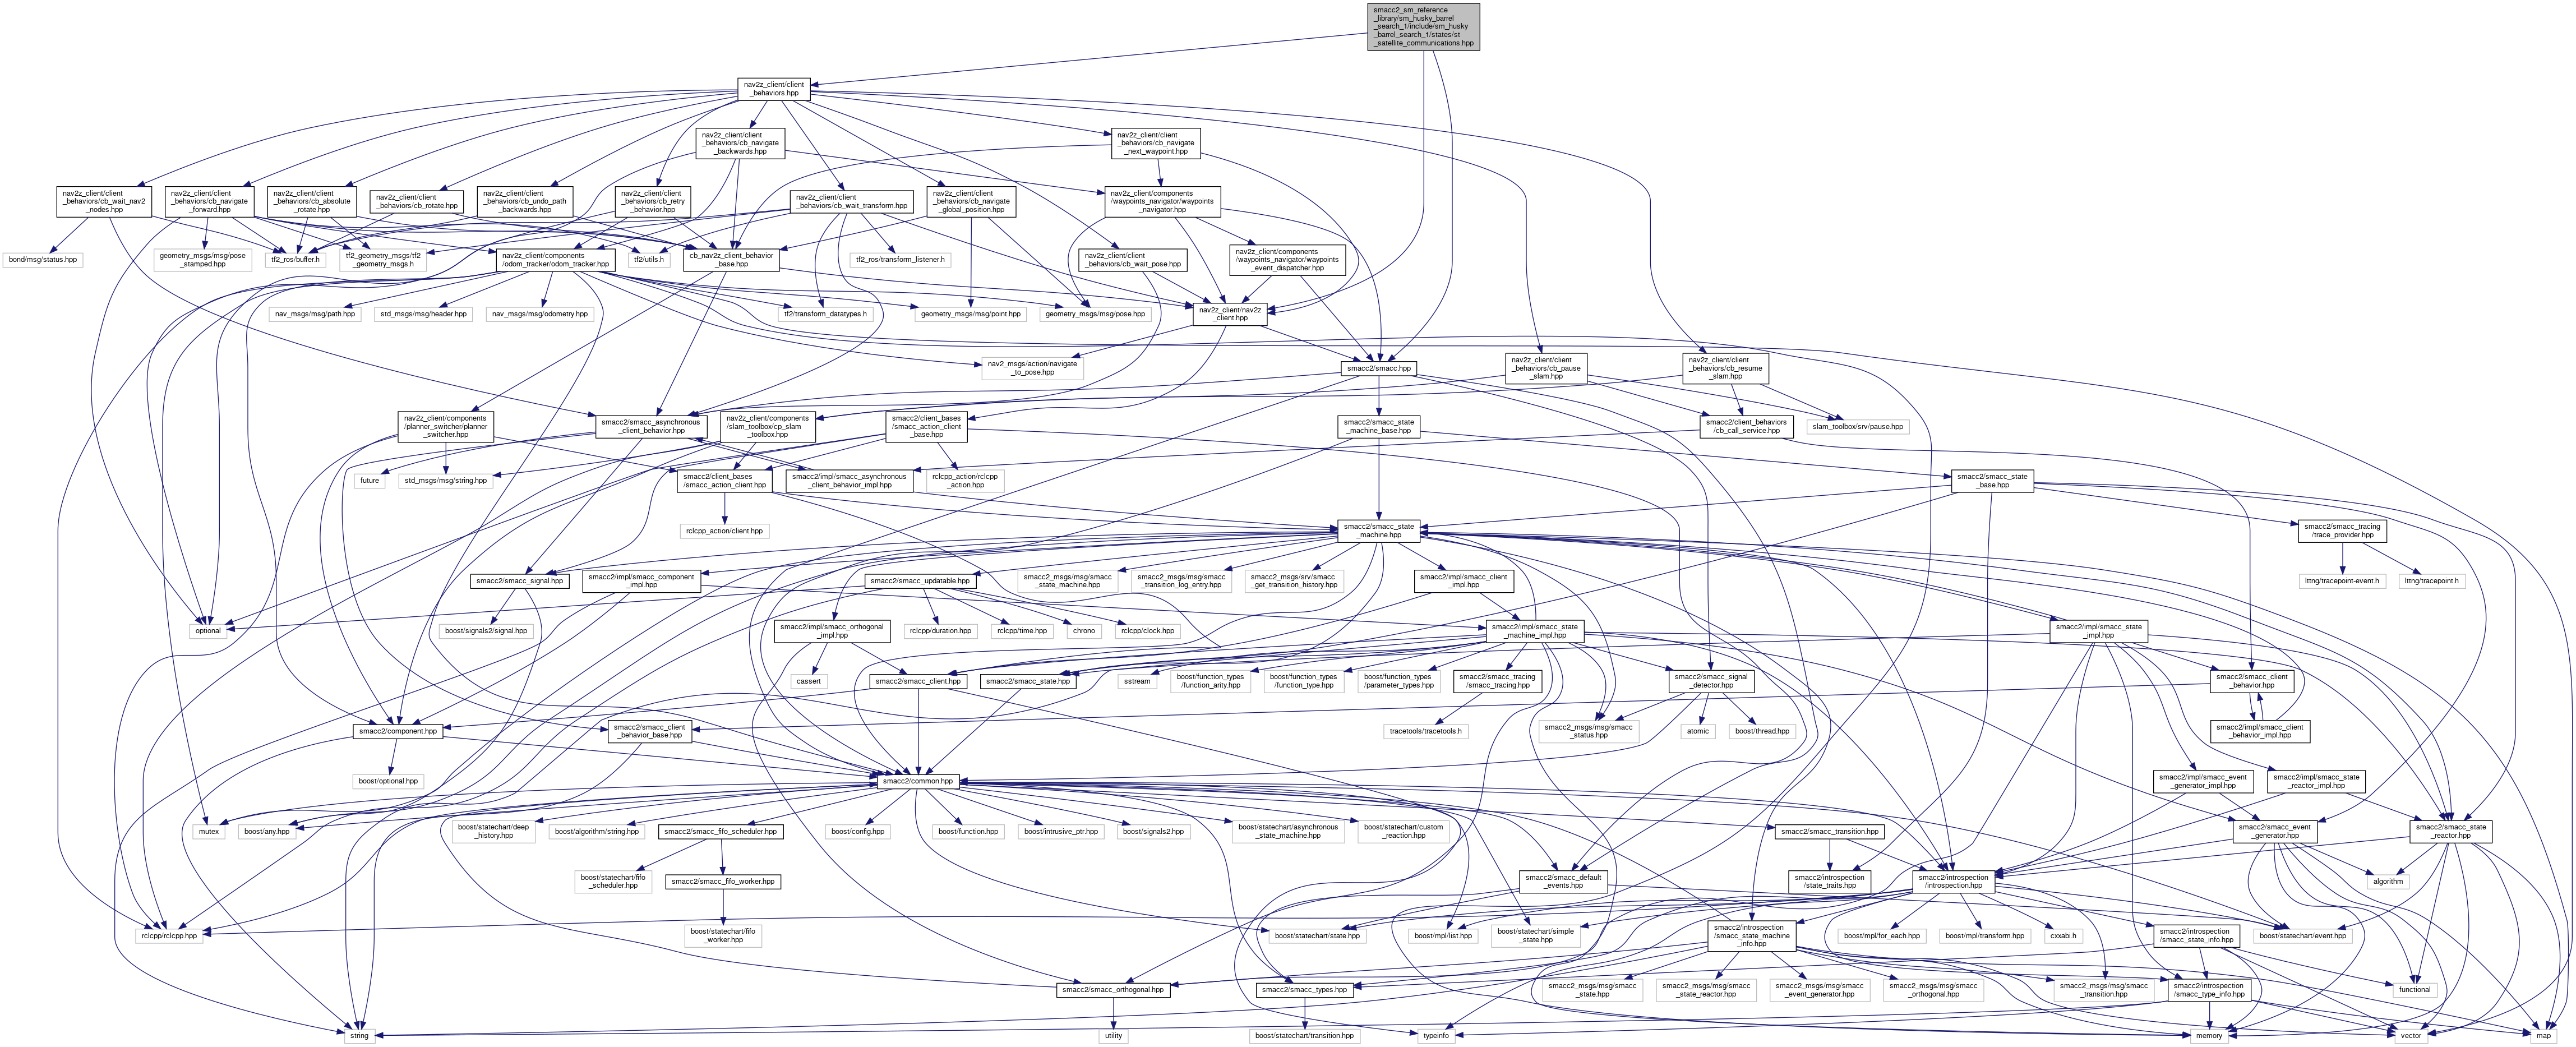 smacc2_sm_reference
_library/sm_husky_barrel
_search_1/include/sm_husky
_barrel_search_1/states/st
_satellite_communications.hpp
nav2z_client/client
_behaviors.hpp
nav2z_client/client
_behaviors/cb_navigate
_backwards.hpp
nav2z_client/client
_behaviors/cb_navigate
_next_waypoint.hpp
nav2z_client/client
_behaviors/cb_wait_nav2
_nodes.hpp
nav2z_client/client
_behaviors/cb_navigate
_forward.hpp
nav2z_client/client
_behaviors/cb_absolute
_rotate.hpp
nav2z_client/client
_behaviors/cb_rotate.hpp
nav2z_client/client
_behaviors/cb_undo_path
_backwards.hpp
nav2z_client/client
_behaviors/cb_retry
_behavior.hpp
nav2z_client/client
_behaviors/cb_wait_transform.hpp
nav2z_client/client
_behaviors/cb_navigate
_global_position.hpp
nav2z_client/components
/waypoints_navigator/waypoints
_navigator.hpp
bond/msg/status.hpp
geometry_msgs/msg/pose
_stamped.hpp
tf2_ros/buffer.h
tf2_geometry_msgs/tf2
_geometry_msgs.h
nav2z_client/components
/odom_tracker/odom_tracker.hpp
tf2/utils.h
cb_nav2z_client_behavior
_base.hpp
tf2_ros/transform_listener.h
nav2z_client/client
_behaviors/cb_wait_pose.hpp
nav2z_client/components
/waypoints_navigator/waypoints
_event_dispatcher.hpp
nav_msgs/msg/path.hpp
std_msgs/msg/header.hpp
nav_msgs/msg/odometry.hpp
tf2/transform_datatypes.h
geometry_msgs/msg/point.hpp
geometry_msgs/msg/pose.hpp
nav2z_client/nav2z
_client.hpp
nav2_msgs/action/navigate
_to_pose.hpp
smacc2/smacc.hpp
nav2z_client/client
_behaviors/cb_pause
_slam.hpp
nav2z_client/client
_behaviors/cb_resume
_slam.hpp
nav2z_client/components
/planner_switcher/planner
_switcher.hpp
smacc2/smacc_asynchronous
_client_behavior.hpp
nav2z_client/components
/slam_toolbox/cp_slam
_toolbox.hpp
smacc2/client_bases
/smacc_action_client
_base.hpp
smacc2/smacc_state
_machine_base.hpp
smacc2/client_behaviors
/cb_call_service.hpp
slam_toolbox/srv/pause.hpp
future
std_msgs/msg/string.hpp
smacc2/client_bases
/smacc_action_client.hpp
smacc2/impl/smacc_asynchronous
_client_behavior_impl.hpp
rclcpp_action/rclcpp
_action.hpp
smacc2/smacc_state
_base.hpp
rclcpp_action/client.hpp
smacc2/smacc_state
_machine.hpp
smacc2/smacc_tracing
/trace_provider.hpp
smacc2/smacc_signal.hpp
smacc2/impl/smacc_component
_impl.hpp
smacc2/smacc_updatable.hpp
smacc2_msgs/msg/smacc
_state_machine.hpp
smacc2_msgs/msg/smacc
_transition_log_entry.hpp
smacc2_msgs/srv/smacc
_get_transition_history.hpp
smacc2/impl/smacc_client
_impl.hpp
lttng/tracepoint-event.h
lttng/tracepoint.h
optional
boost/signals2/signal.hpp
smacc2/impl/smacc_orthogonal
_impl.hpp
rclcpp/duration.hpp
rclcpp/time.hpp
chrono
rclcpp/clock.hpp
smacc2/impl/smacc_state
_machine_impl.hpp
smacc2/impl/smacc_state
_impl.hpp
cassert
smacc2/smacc_client.hpp
smacc2/smacc_state.hpp
sstream
boost/function_types
/function_arity.hpp
boost/function_types
/function_type.hpp
boost/function_types
/parameter_types.hpp
smacc2/smacc_tracing
/smacc_tracing.hpp
smacc2/smacc_signal
_detector.hpp
smacc2/smacc_client
_behavior.hpp
smacc2/component.hpp
smacc2/smacc_client
_behavior_base.hpp
tracetools/tracetools.h
smacc2_msgs/msg/smacc
_status.hpp
atomic
boost/thread.hpp
smacc2/impl/smacc_client
_behavior_impl.hpp
boost/optional.hpp
smacc2/common.hpp
smacc2/impl/smacc_event
_generator_impl.hpp
smacc2/impl/smacc_state
_reactor_impl.hpp
mutex
boost/any.hpp
boost/statechart/deep
_history.hpp
boost/algorithm/string.hpp
smacc2/smacc_fifo_scheduler.hpp
boost/config.hpp
boost/function.hpp
boost/intrusive_ptr.hpp
boost/signals2.hpp
boost/statechart/asynchronous
_state_machine.hpp
boost/statechart/custom
_reaction.hpp
smacc2/smacc_transition.hpp
smacc2/smacc_event
_generator.hpp
smacc2/smacc_state
_reactor.hpp
boost/statechart/fifo
_scheduler.hpp
smacc2/smacc_fifo_worker.hpp
smacc2/smacc_default
_events.hpp
smacc2/introspection
/state_traits.hpp
smacc2/introspection
/introspection.hpp
algorithm
rclcpp/rclcpp.hpp
boost/statechart/fifo
_worker.hpp
boost/statechart/state.hpp
boost/mpl/list.hpp
boost/statechart/simple
_state.hpp
smacc2/introspection
/smacc_state_machine
_info.hpp
boost/mpl/for_each.hpp
boost/mpl/transform.hpp
cxxabi.h
smacc2/introspection
/smacc_state_info.hpp
boost/statechart/event.hpp
smacc2/smacc_orthogonal.hpp
smacc2/smacc_types.hpp
smacc2_msgs/msg/smacc
_state.hpp
smacc2_msgs/msg/smacc
_state_reactor.hpp
smacc2_msgs/msg/smacc
_event_generator.hpp
smacc2_msgs/msg/smacc
_orthogonal.hpp
smacc2_msgs/msg/smacc
_transition.hpp
smacc2/introspection
/smacc_type_info.hpp
functional
string
utility
boost/statechart/transition.hpp
typeinfo
memory
vector
map